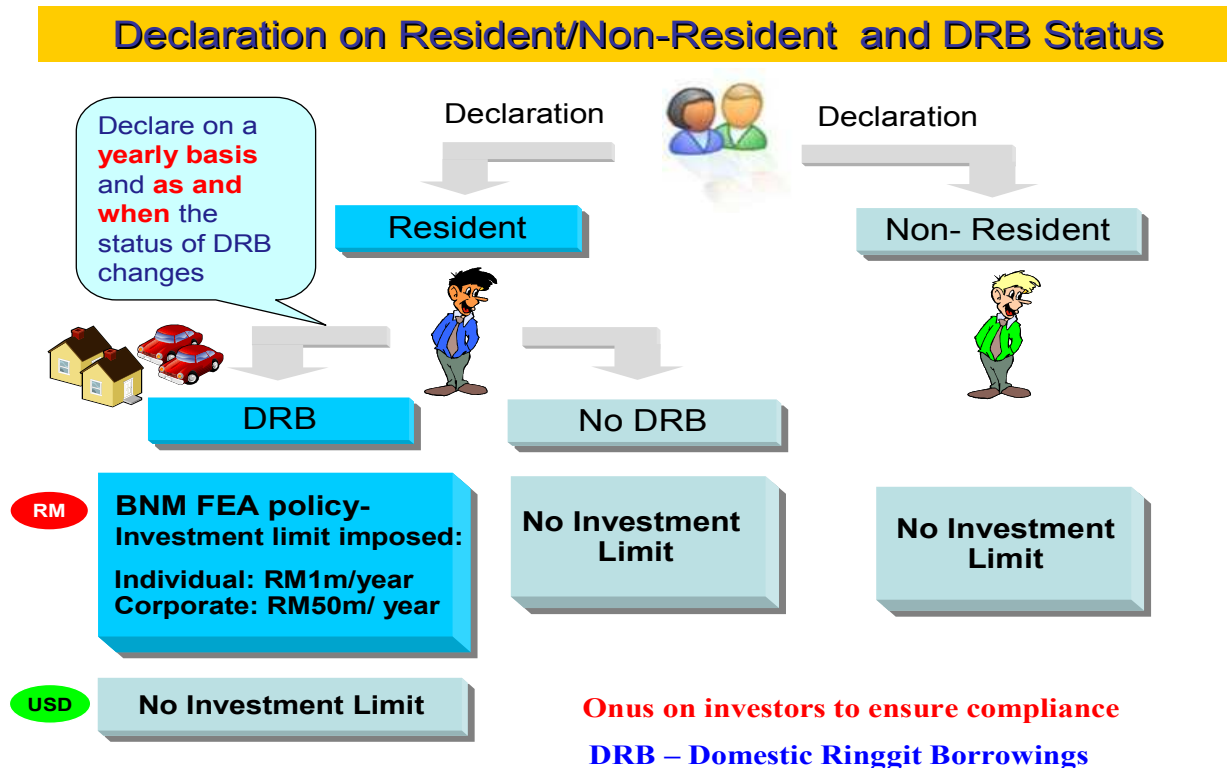 Declaration on Resident/Non-Resident and DRB Status
Declare on a
yearly basis
and as and
when the
status of DRB
changes
Declaration
Declaration
Resident
Non- Resident
DRB
No DRB
RM
BNM FEA policy-
Investment limit imposed:
Individual: RM1m/year
Corporate: RM50m/ year
No Investment
Limit
No Investment
Limit
USD
No Investment Limit
Onus on investors to ensure compliance
DRB – Domestic Ringgit Borrowings